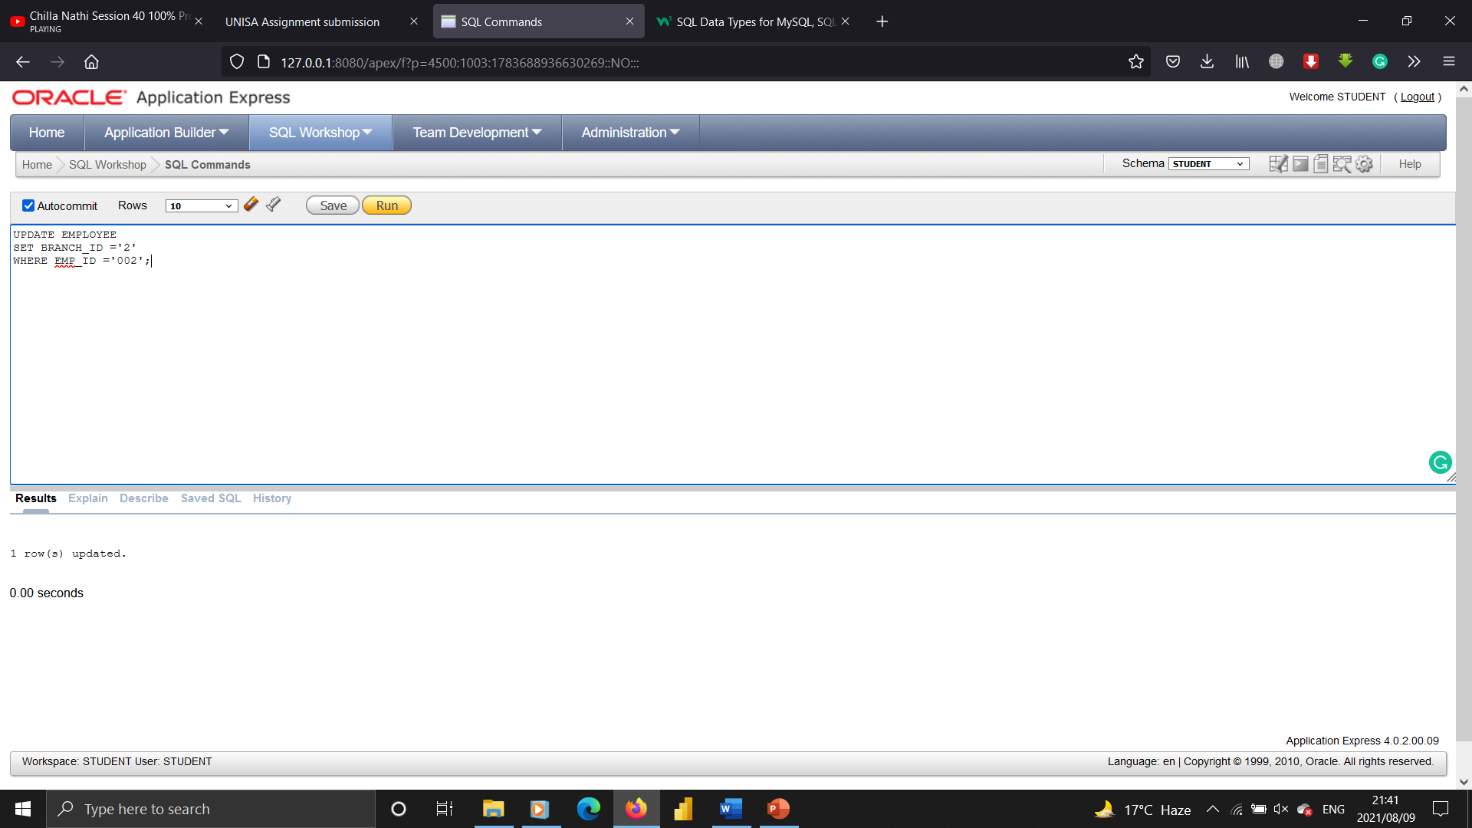 Chilla Nathi Session 40 100% Pr
PLAYING
UNISA Assignment submission
SQL Commands
SQL Data Types for MySQL, SQL
127.0.0.1:8080/apex/f?p=4500:1003:1783688936630269::NO:::
ORACLE Application Express
Welcome STUDENT ( Logout )
Home
Application Builder
SQL Workshop
Team Development
Administration
Home
SQL Workshop
SQL Commands
Schema
STUDENT
Help
Autocommit
Rows
10
Save
Run
UPDATE EMPLOYEE
SET BRANCH_ID ='2'
WHERE EMP_ID ='002';
Results
Explain
Describe
Saved SQL
History
1 row(s) updated.
0.00 seconds
Application Express 4.0.2.00.09
Workspace: STUDENT User: STUDENT
Language: en | Copyright © 1999, 2010, Oracle. All rights reserved.
Type here to search
17°C Haze
ENG
21:41
2021/08/09